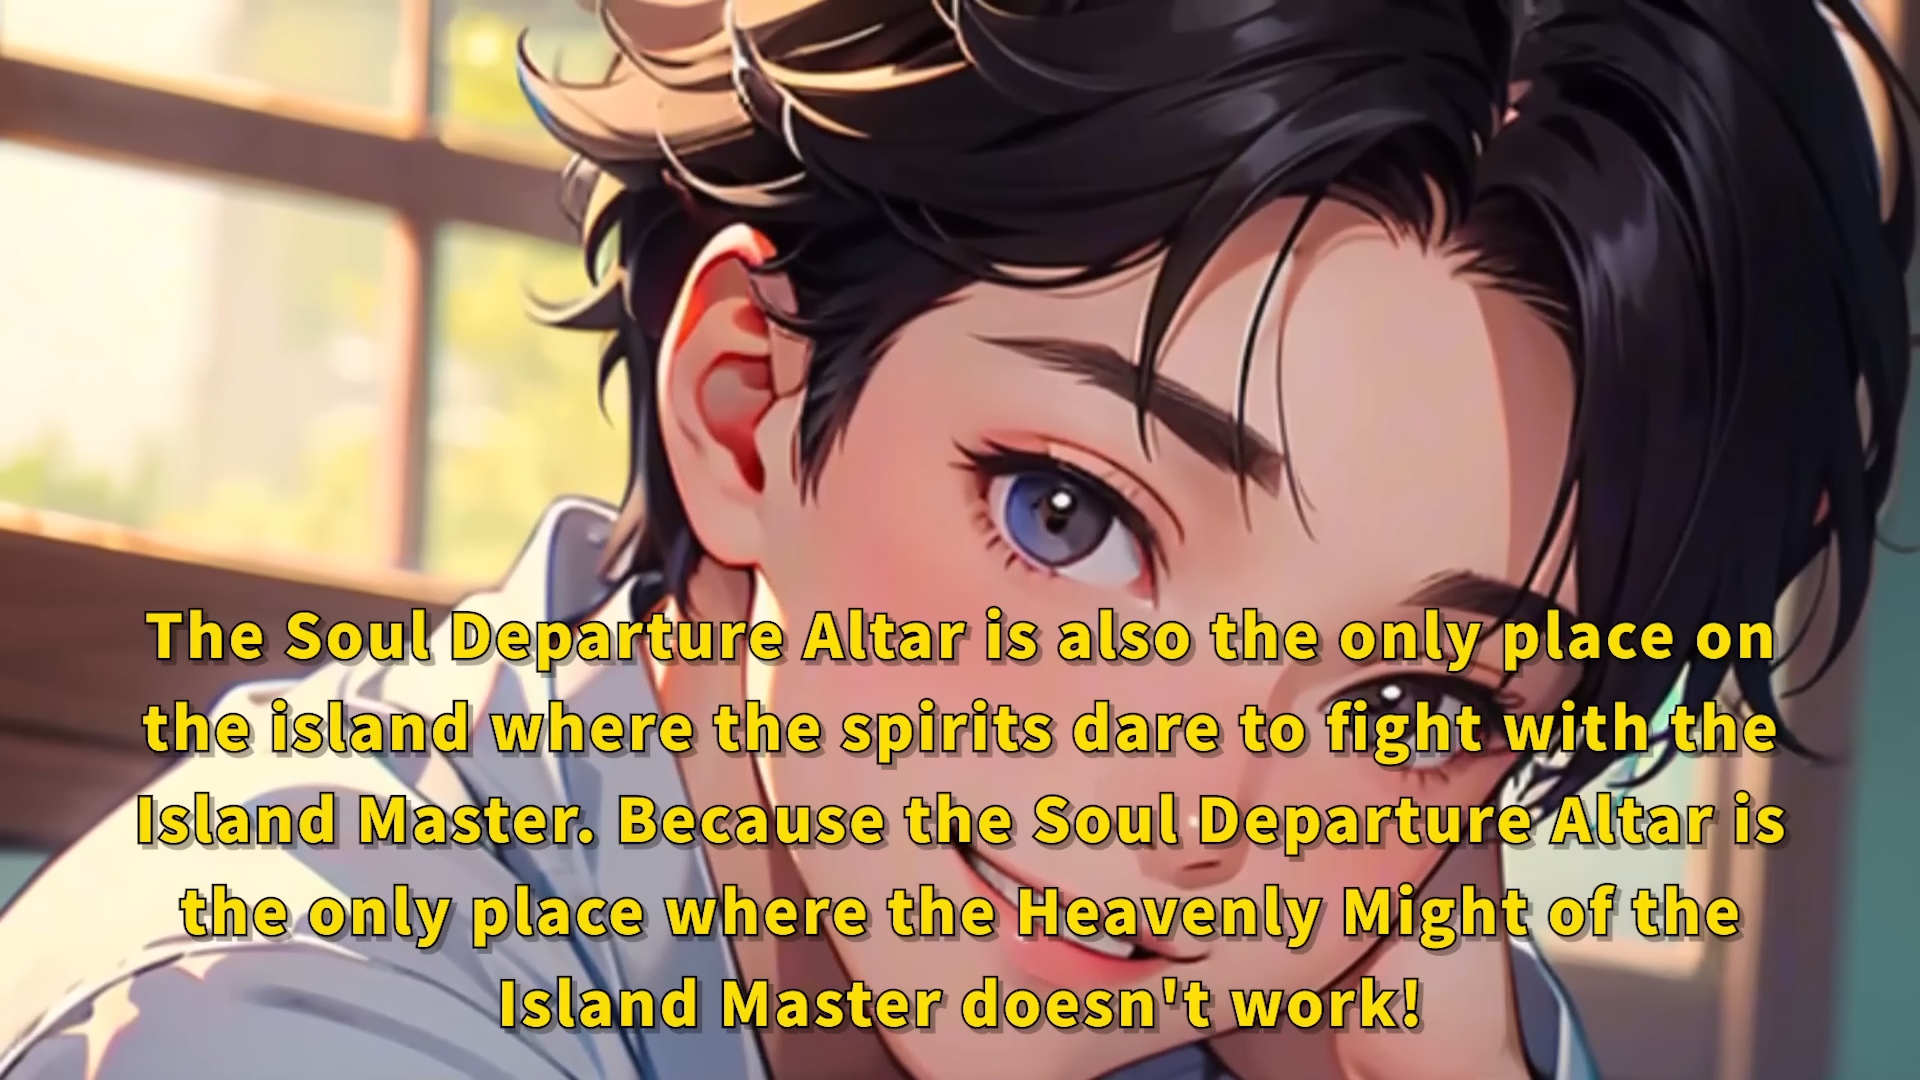 The Soul Departure Altar is also the only place on
the island where the spirits dare to fight with the
Island Master. Because the Soul Departure Altar is
the only place where the Heavenly Might of the
Island Master doesn't work!